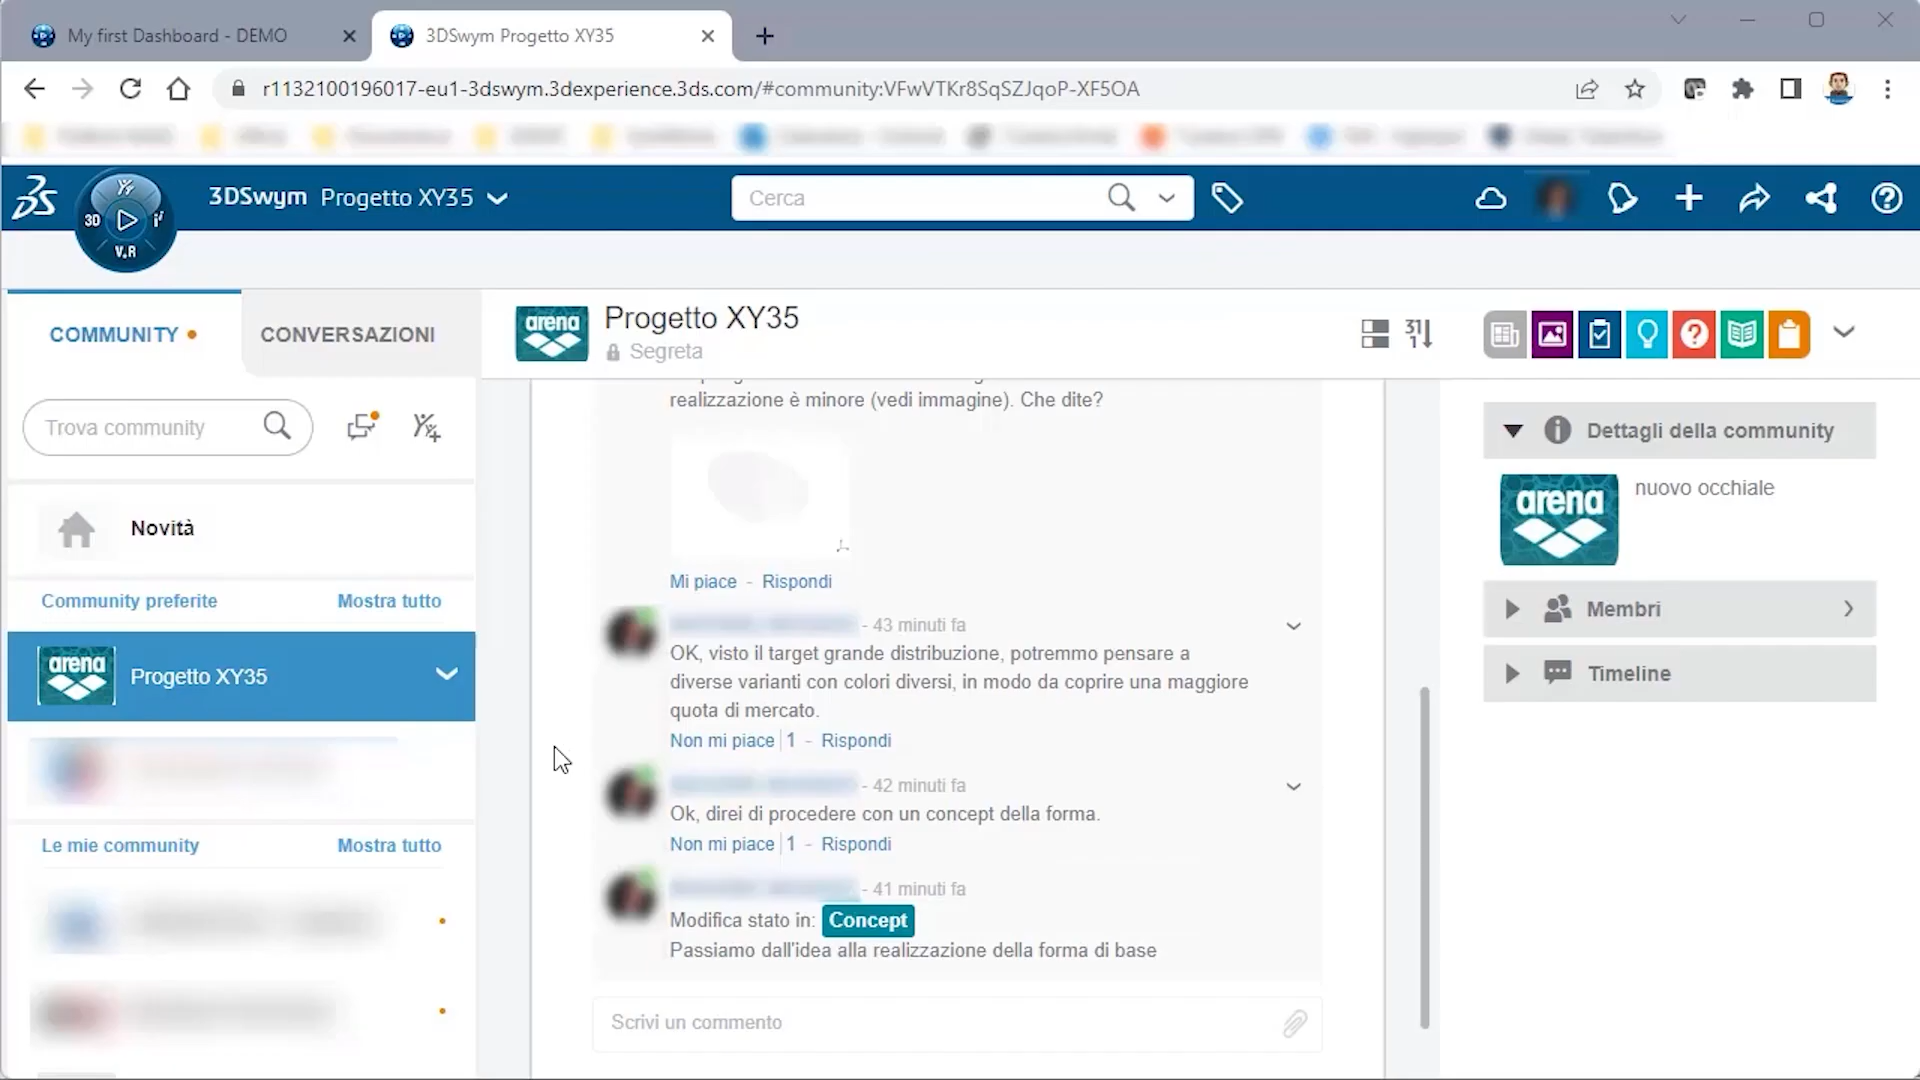 My first Dashboard - DEMO
3DSwym Progetto XY35
r1132100196017-eu1-3dswym.3dexperience.3ds.com/#community:VFwVTKr8SqSZJqoP-XF5OA
3DSwym Progetto XY35
Cerca
3D
V.R
COMMUNITY
CONVERSAZIONI
Progetto XY35
Segreta
arena
31
1
Trova community
Novità
Community preferite
Mostra tutto
arena
Progetto XY35
Le mie community
Mostra tutto
realizzazione è minore (vedi immagine). Che dite?
Mi piace - Rispondi
- 43 minuti fa
OK, visto il target grande distribuzione, potremmo pensare a
diverse varianti con colori diversi, in modo da coprire una maggiore
quota di mercato.
Non mi piace 1 - Rispondi
- 42 minuti fa
Ok, direi di procedere con un concept della forma.
Non mi piace 1 - Rispondi
- 41 minuti fa
Modifica stato in: Concept
Passiamo dall'idea alla realizzazione della forma di base
Scrivi un commento
Dettagli della community
arena
nuovo occhiale
Membri
Timeline